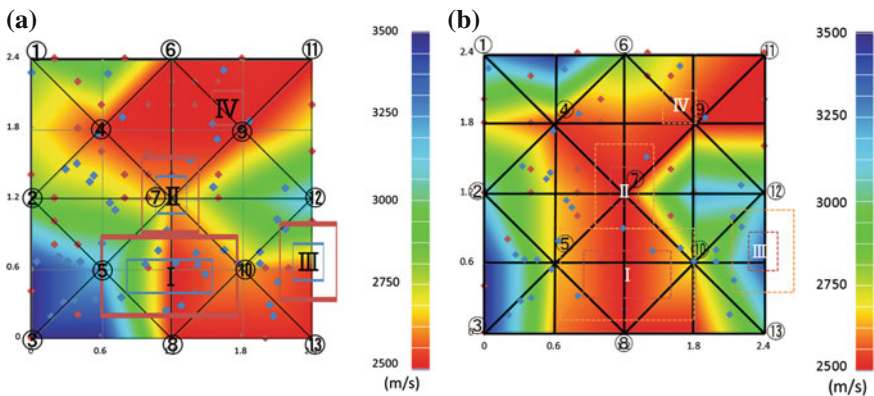 (a)
(b)
① ⑥ ⑪
2.4
④ ⑨
1.8
Ⅳ
② ⑦ Ⅱ ⑫
1.2
⑤ ⑩
0.6
Ⅰ Ⅲ
③ ⑧ ⑬
0
0 0.6 1.8
3500
3250
3000
2750
2500
(m/s)
① ⑥ ⑪
2.4
④ ⑨
1.8
Ⅳ
② ⑦ ⑫
1.2
Ⅱ
⑤ ⑩
0.6
Ⅰ Ⅲ
③ ⑧ ⑬
0
0 0.6 1.8 2.4
3500
3250
3000
2750
2500
(m/s)